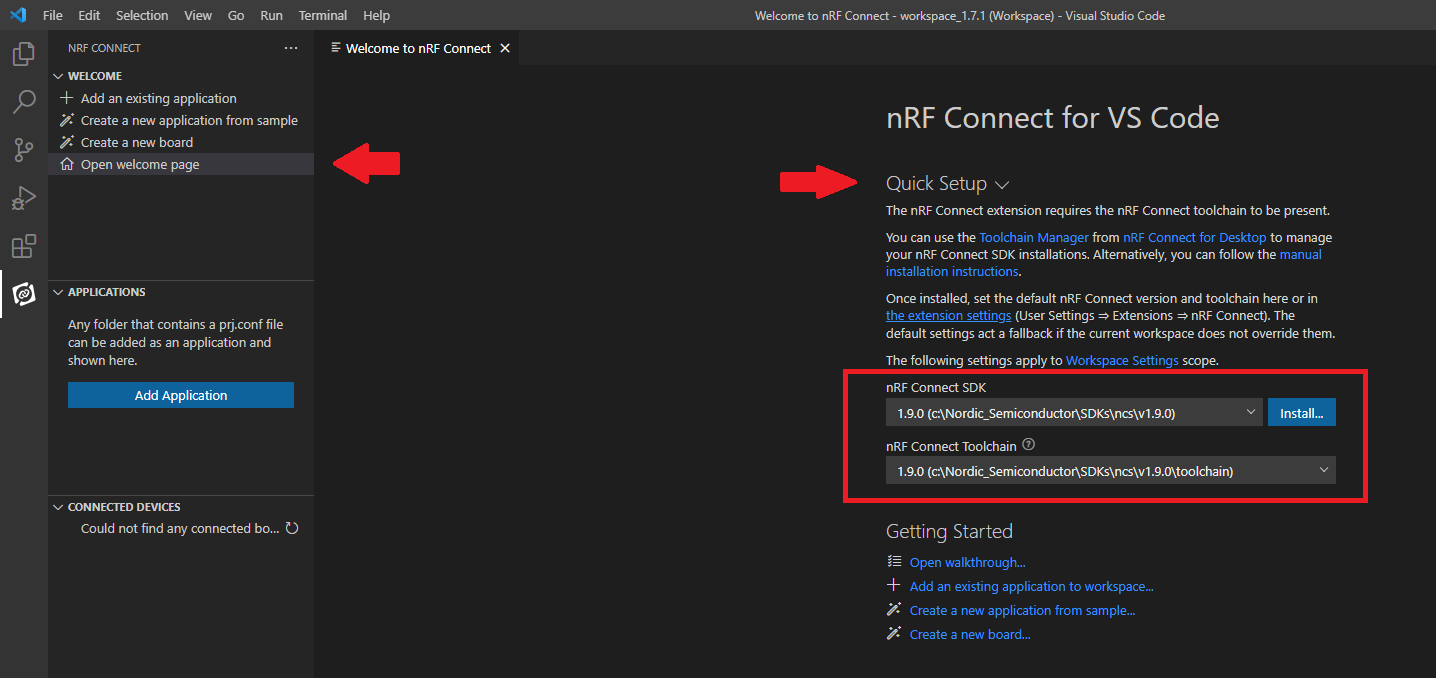 File Edit Selection View Go Run Terminal Help
Welcome to nRF Connect - workspace_1.7.1 (Workspace) - Visual Studio Code
NRF CONNECT
WELCOME
Add an existing application
Create a new application from sample
Create a new board
Open welcome page
APPLICATIONS
Any folder that contains a prj.conf file
can be added as an application and
shown here.
Add Application
CONNECTED DEVICES
Could not find any connected bo...
Welcome to nRF Connect
nRF Connect for VS Code
Quick Setup
The nRF Connect extension requires the nRF Connect toolchain to be present.
You can use the Toolchain Manager from nRF Connect for Desktop to manage
your nRF Connect SDK installations. Alternatively, you can follow the manual
installation instructions.
Once installed, set the default nRF Connect version and toolchain here or in
the extension settings (User Settings ⇒ Extensions ⇒ nRF Connect). The
default settings act a fallback if the current workspace does not override them.
The following settings apply to Workspace Settings scope.
nRF Connect SDK
1.9.0 (c:\Nordic_Semiconductor\SDKs\ncs\v1.9.0) Install...
nRF Connect Toolchain
1.9.0 (c:\Nordic_Semiconductor\SDKs\ncs\v1.9.0\toolchain)
Getting Started
Open walkthrough...
Add an existing application to workspace...
Create a new application from sample...
Create a new board...